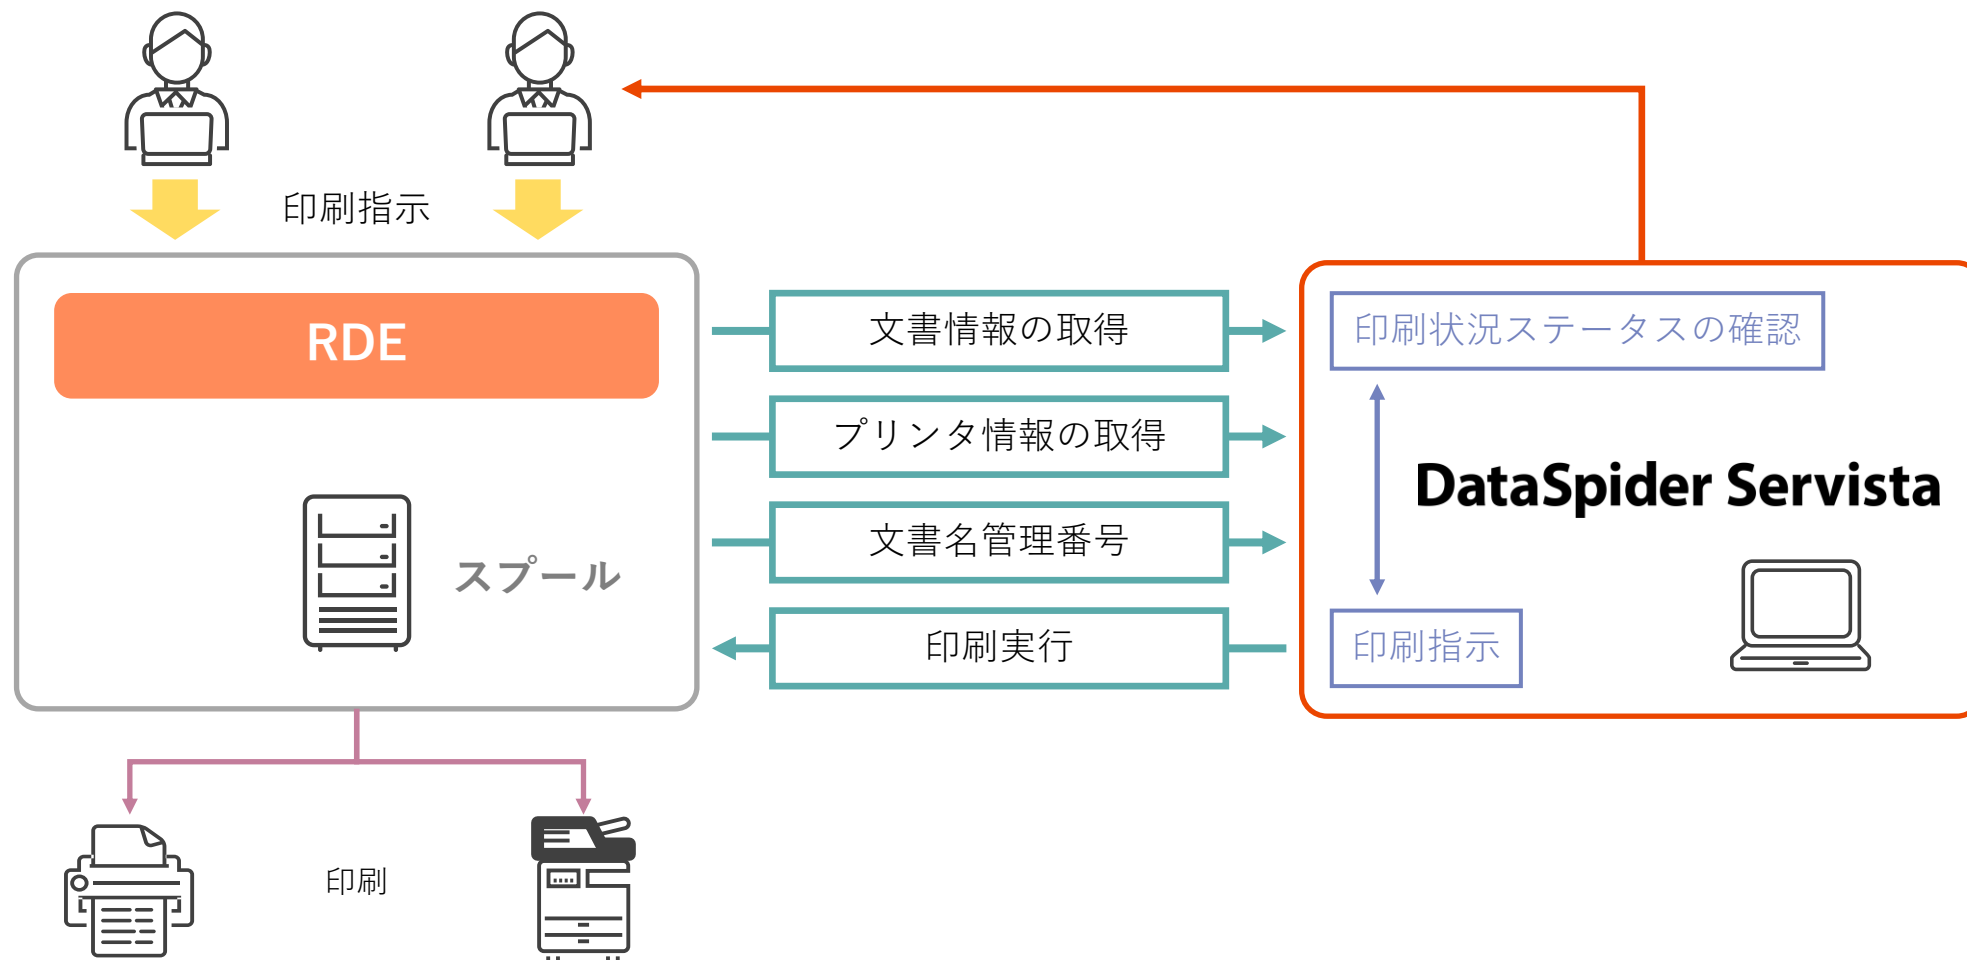 印刷指示
RDE
スプール
文書情報の取得
プリンタ情報の取得
文書名管理番号
印刷実行
印刷状況ステータスの確認
DataSpider Servista
印刷指示
印刷